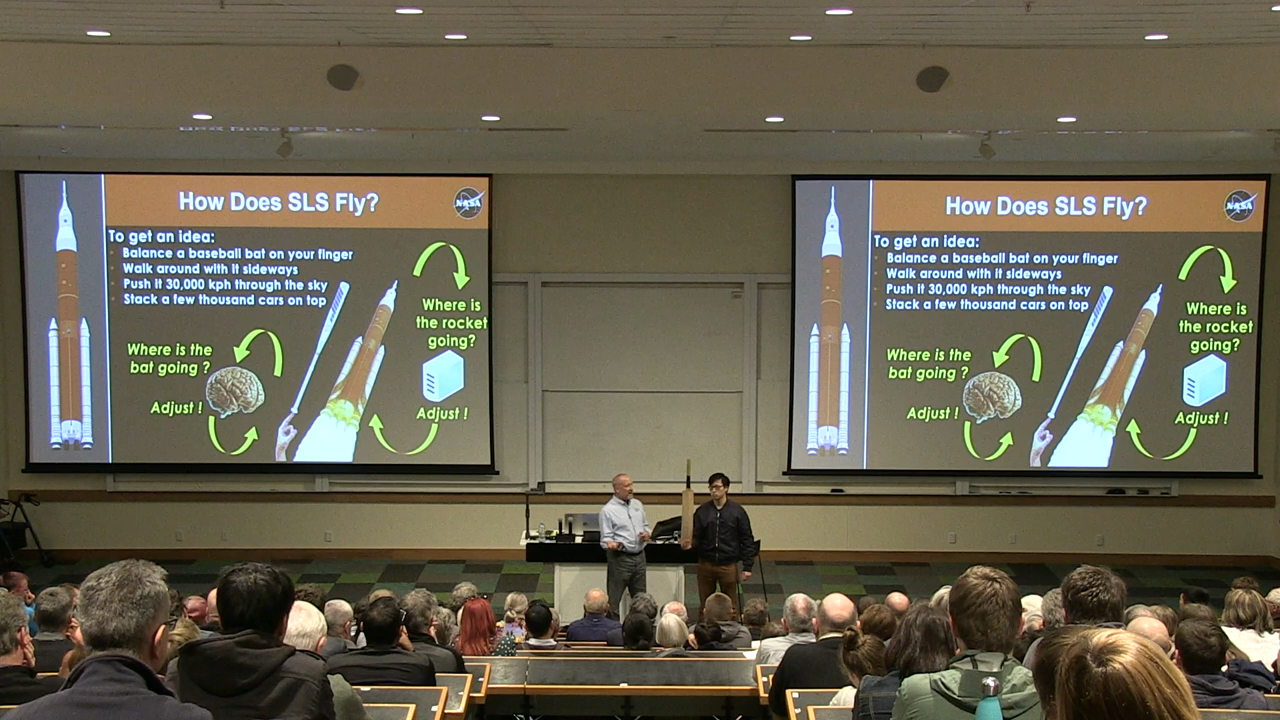 How Does SLS Fly?
NASA
To get an idea:
Balance a baseball bat on your finger
Walk around with it sideways
Push it 30,000 kph through the sky
Stack a few thousand cars on top
Where is the
bat going ?
Adjust !
Where is
the rocket
going?
Adjust !
How Does SLS Fly?
NASA
To get an idea:
Balance a baseball bat on your finger
Walk around with it sideways
Push it 30,000 kph through the sky
Stack a few thousand cars on top
Where is the
bat going ?
Adjust !
Where is
the rocket
going?
Adjust !